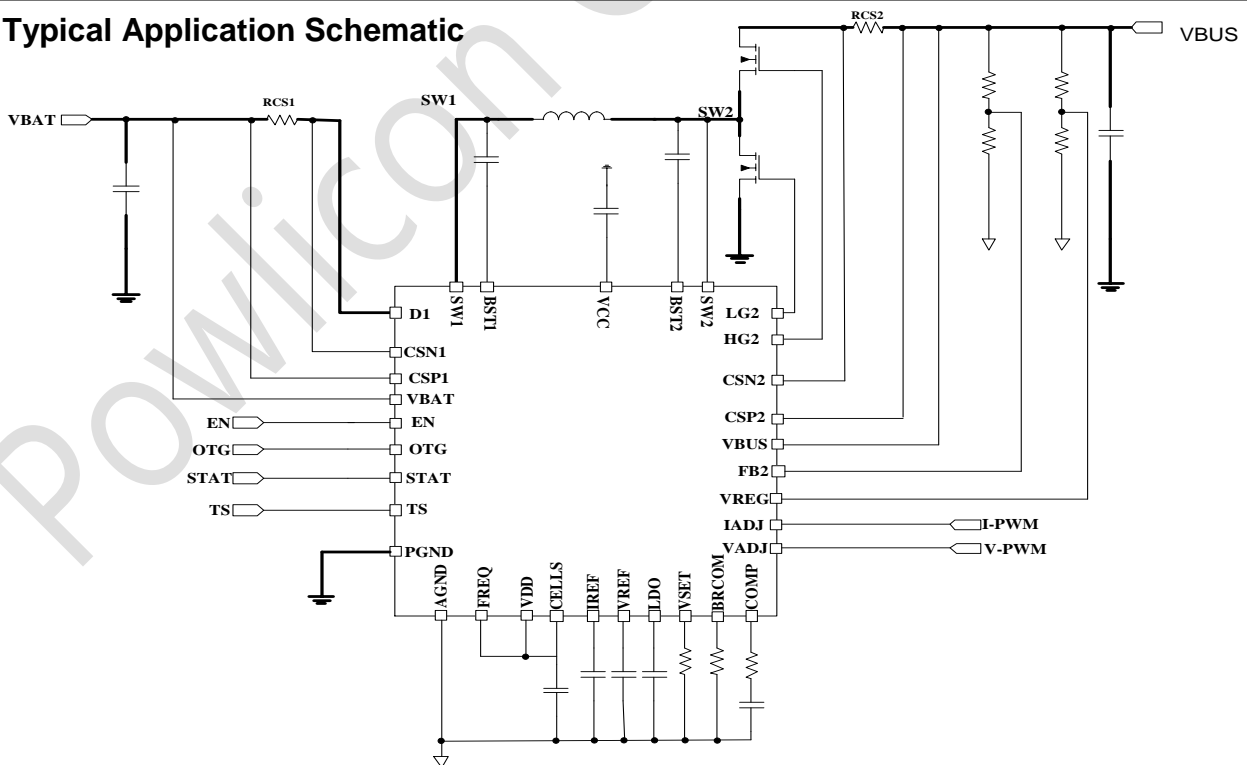 Typical Application Schematic
RCS2
VBUS
VBAT
RCS1
SW1
SW2
SW1
BST1
VCC
BST2
SW2
D1
CSN1
CSP1
VBAT
EN
EN
OTG
OTG
STAT
STAT
TS
TS
PGND
LG2
HG2
CSN2
CSP2
VBUS
FB2
VREG
IADJ
I-PWM
VADJ
V-PWM
AGND
FREQ
VDD
CELLS
IREF
VREF
LDO
VSET
BRCOM
COMP
Powlicon